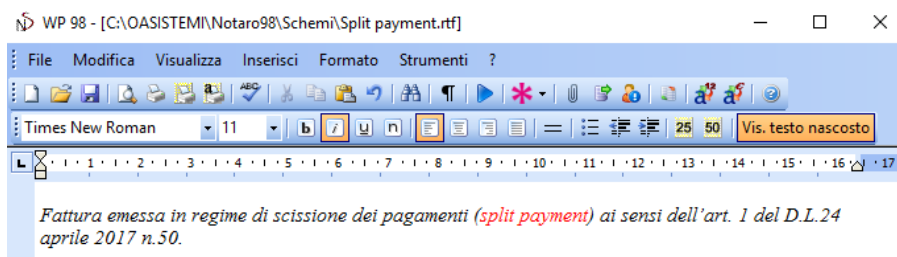 WP 98 - [C:\OASISTEMI\Notaro98\Schemi\Split payment.rtf]
File Modifica Visualizza Inserisci Formato Strumenti ?
ABC ¶ a a
Times New Roman 11 b i u n 25 50 Vis. testo nascosto
L 1 2 3 4 5 6 7 8 9 10 11 12 13 14 15 16 17
Fattura emessa in regime di scissione dei pagamenti (split payment) ai sensi dell'art. 1 del D.L.24
aprile 2017 n.50.